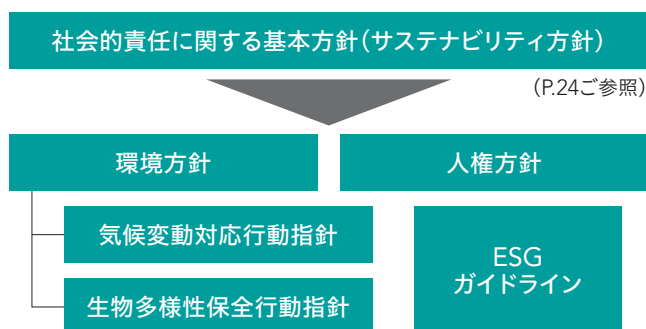 社会的責任に関する基本方針（サステナビリティ方針）
（P.24ご参照）
環境方針
人権方針
気候変動対応行動指針
生物多様性保全行動指針
ESG
ガイドライン